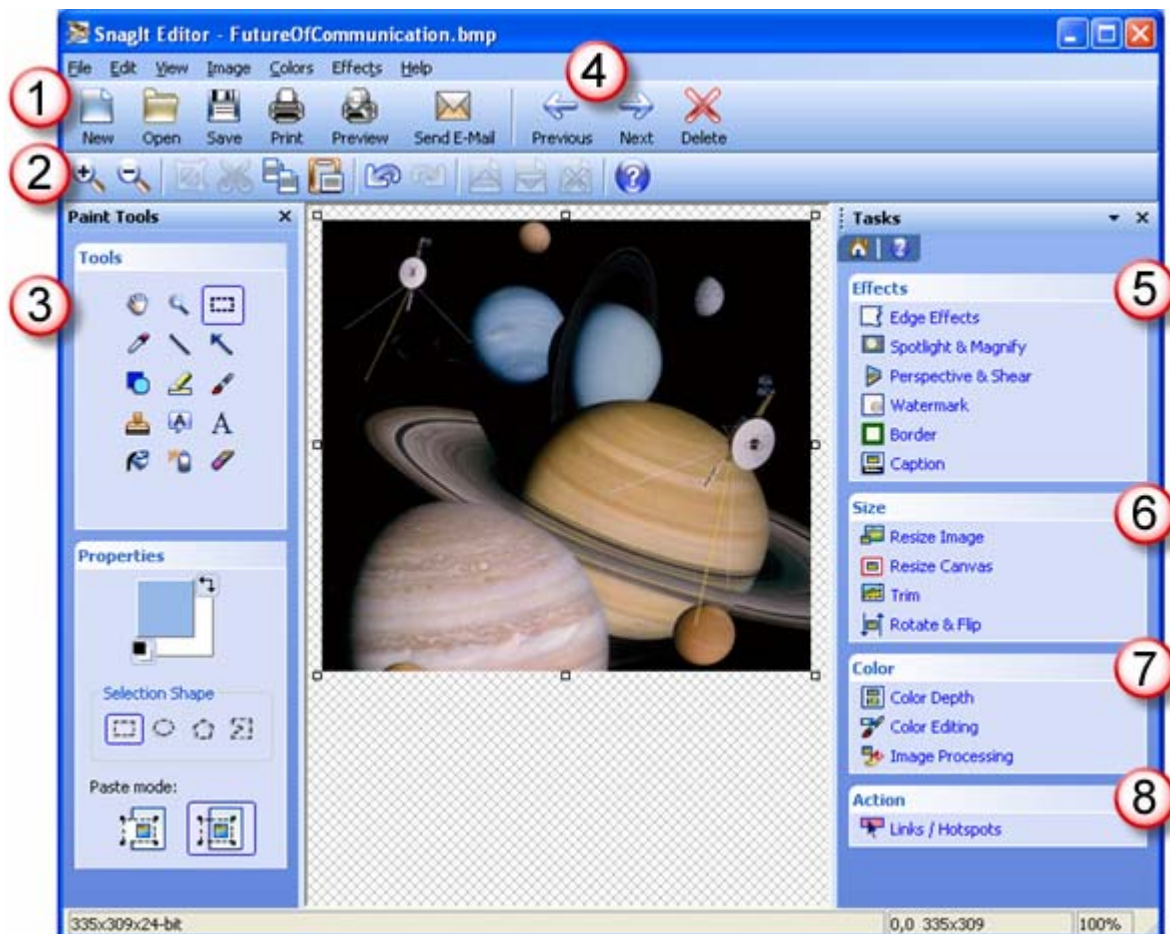 SnagIt Editor - FutureOfCommunication.bmp
File Edit View Image Colors Effects Help
1
4
New Open Save Print Preview Send E-Mail Previous Next Delete
2
Paint Tools
Tools
3
A
A
Properties
Selection Shape
Paste mode:
Tasks
Effects
5
Edge Effects
Spotlight & Magnify
Perspective & Shear
Watermark
Border
Caption
Size
6
Resize Image
Resize Canvas
Trim
Rotate & Flip
Color
7
Color Depth
Color Editing
Image Processing
Action
8
Links / Hotspots
335x309x24-bit
0,0 335x309
100%